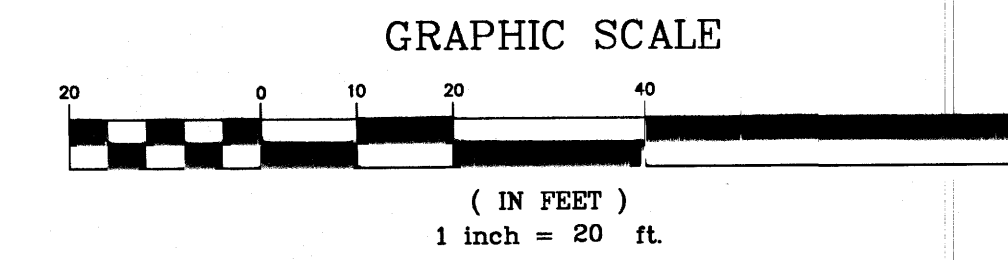 GRAPHIC SCALE
20 0 10 20 40
( IN FEET )
1 inch = 20 ft.